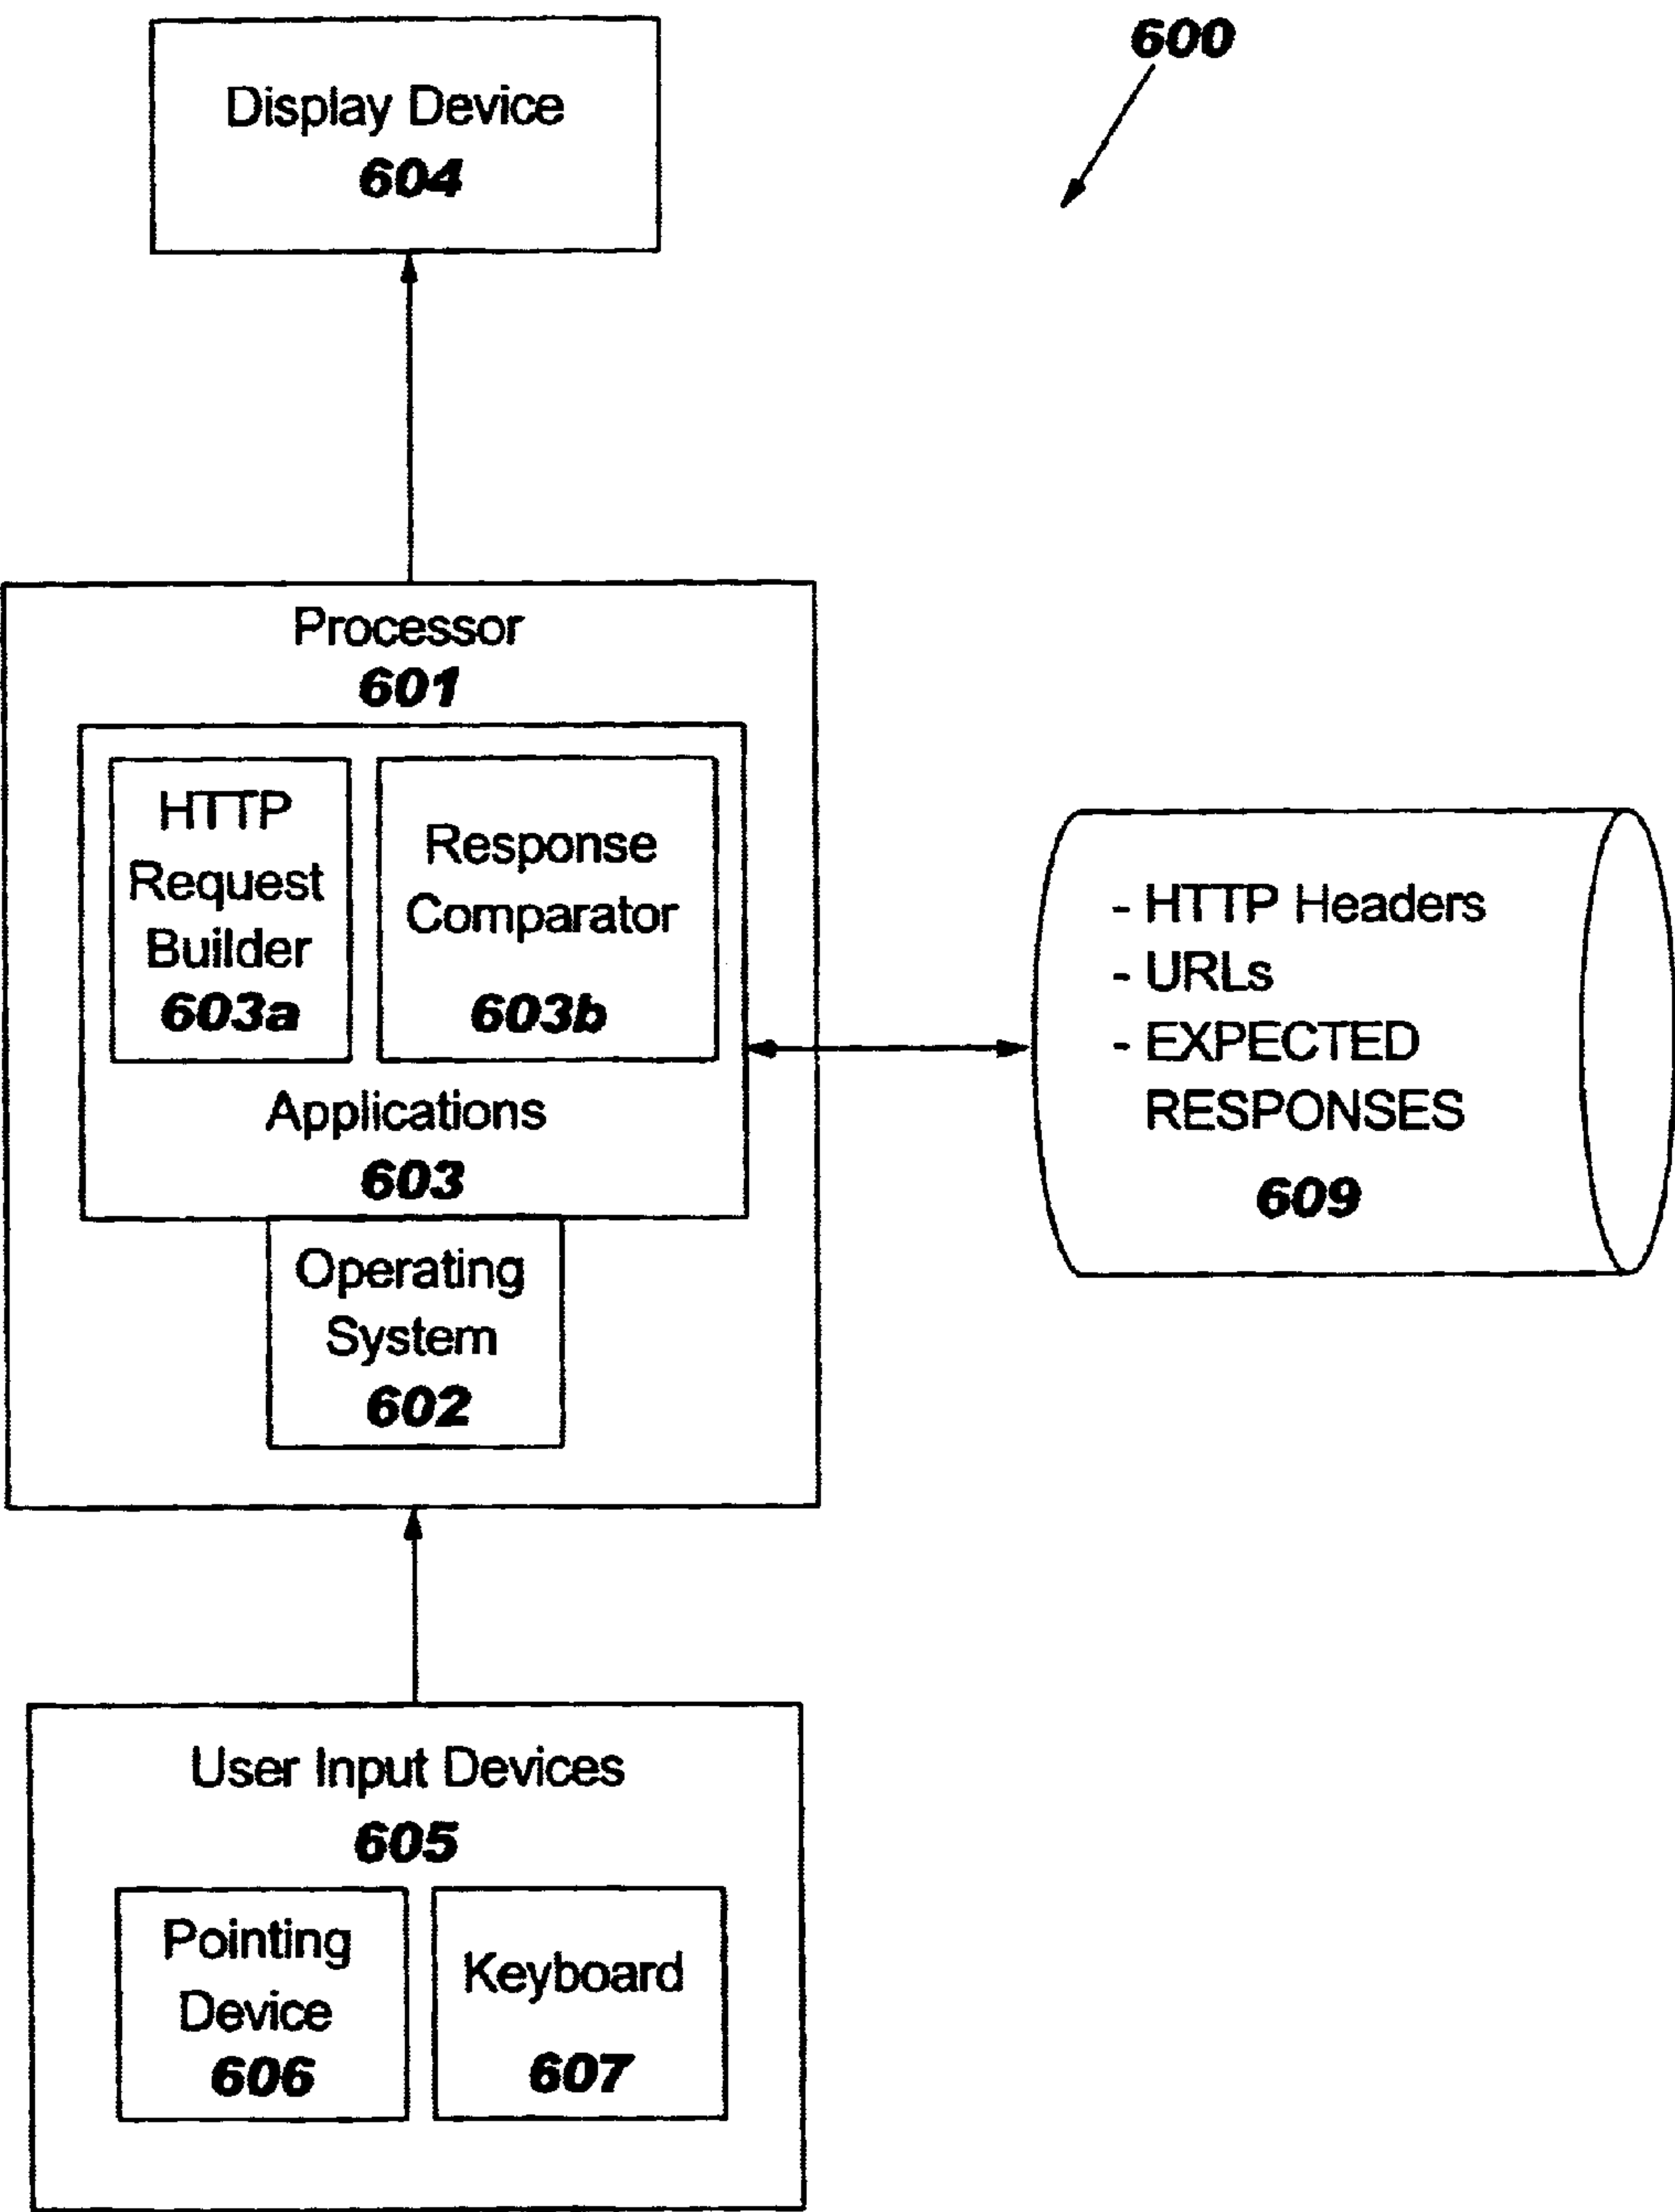 600
Display Device
604
Processor
601
HTTP
Request
Builder
603a
Response
Comparator
603b
Applications
603
Operating
System
602
- HTTP Headers
- URLs
- EXPECTED
RESPONSES
609
User Input Devices
605
Pointing
Device
606
Keyboard
607